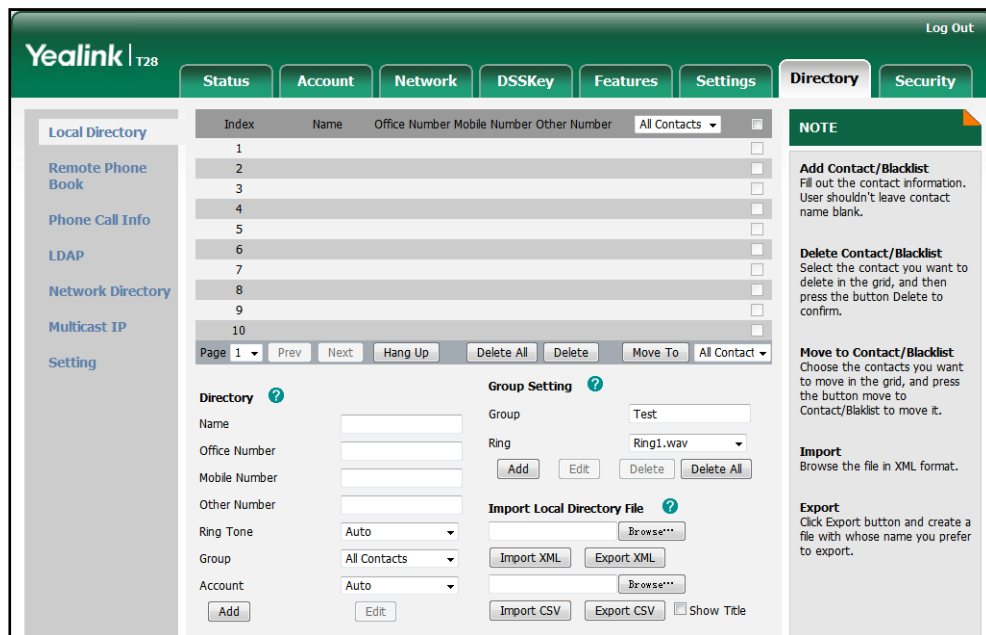 Log Out
Yealink | T28
Status Account Network DSSKey Features Settings Directory Security
Local Directory
Remote Phone
Book
Phone Call Info
LDAP
Network Directory
Multicast IP
Setting
Index Name Office Number Mobile Number Other Number All Contacts
1
2
3
4
5
6
7
8
9
10
Page 1 Prev Next Hang Up Delete All Delete Move To All Contact
Directory ?
Name
Office Number
Mobile Number
Other Number
Ring Tone Auto
Group All Contacts
Account Auto
Add Edit
Group Setting ?
Group Test
Ring Ring1.wav
Add Edit Delete Delete All
Import Local Directory File ?
Browse...
Import XML Export XML
Browse...
Import CSV Export CSV Show Title
NOTE
Add Contact/Blacklist
Fill out the contact information.
User shouldn't leave contact
name blank.
Delete Contact/Blacklist
Select the contact you want to
delete in the grid, and then
press the button Delete to
confirm.
Move to Contact/Blacklist
Choose the contacts you want
to move in the grid, and press
the button move to
Contact/Blaklist to move it.
Import
Browse the file in XML format.
Export
Click Export button and create a
file with whose name you prefer
to export.